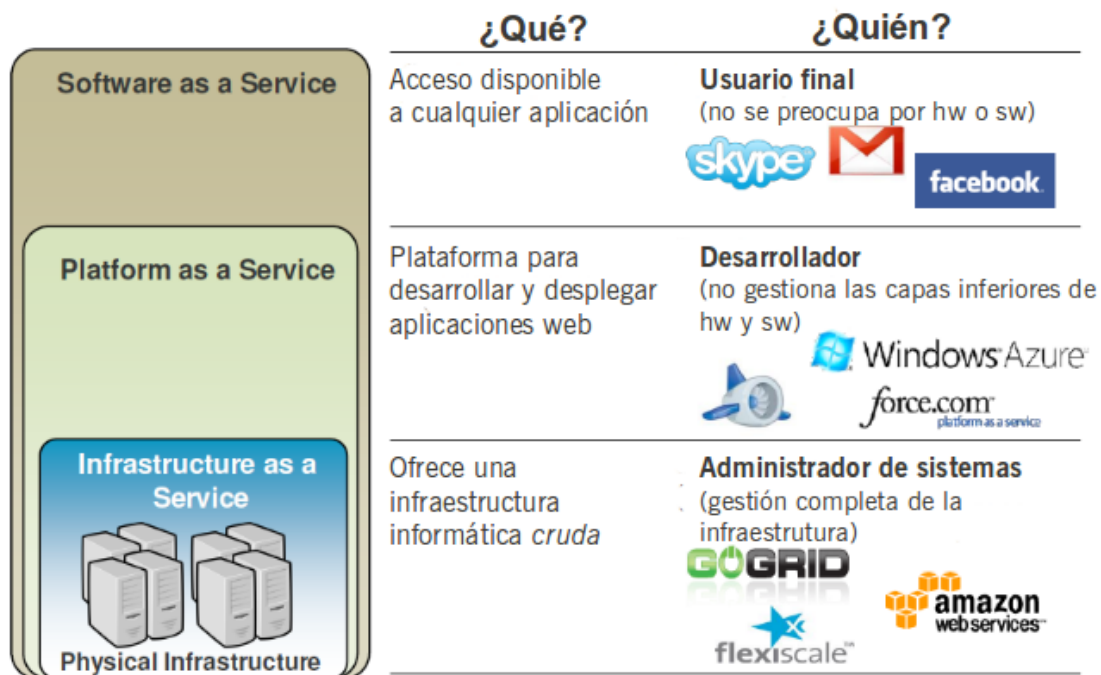 ¿Qué?
¿Quién?
Software as a Service
Acceso disponible
a cualquier aplicación
Usuario final
(no se preocupa por hw o sw)
skype
facebook
Platform as a Service
Plataforma para
desarrollar y desplegar
aplicaciones web
Desarrollador
(no gestiona las capas inferiores de
hw y sw)
Windows Azure
force.com
platform as a service
Infrastructure as a
Service
Physical Infrastructure
Ofrece una
infraestructura
informática cruda
Administrador de sistemas
(gestión completa de la
infraestrutura)
GOGRID
amazon
webservices
flexiscale